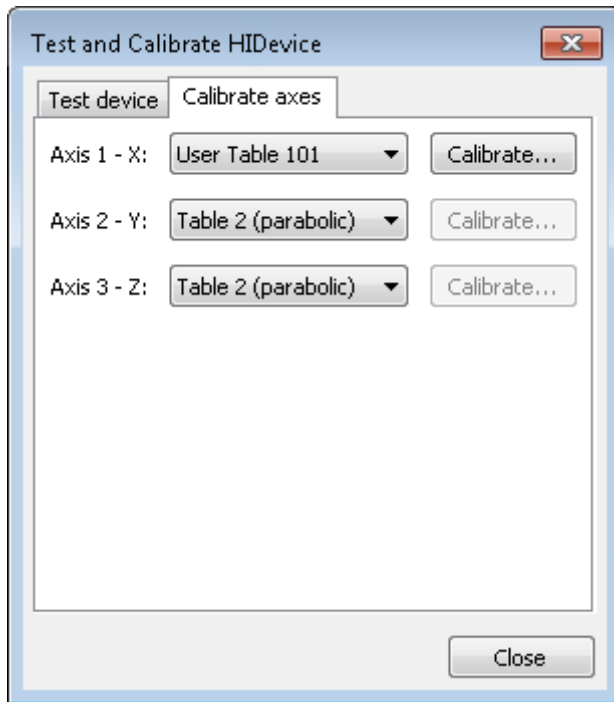 Test and Calibrate HIDevice
Test device Calibrate axes
Axis 1 - X: User Table 101 Calibrate...
Axis 2 - Y: Table 2 (parabolic) Calibrate...
Axis 3 - Z: Table 2 (parabolic) Calibrate...
Close